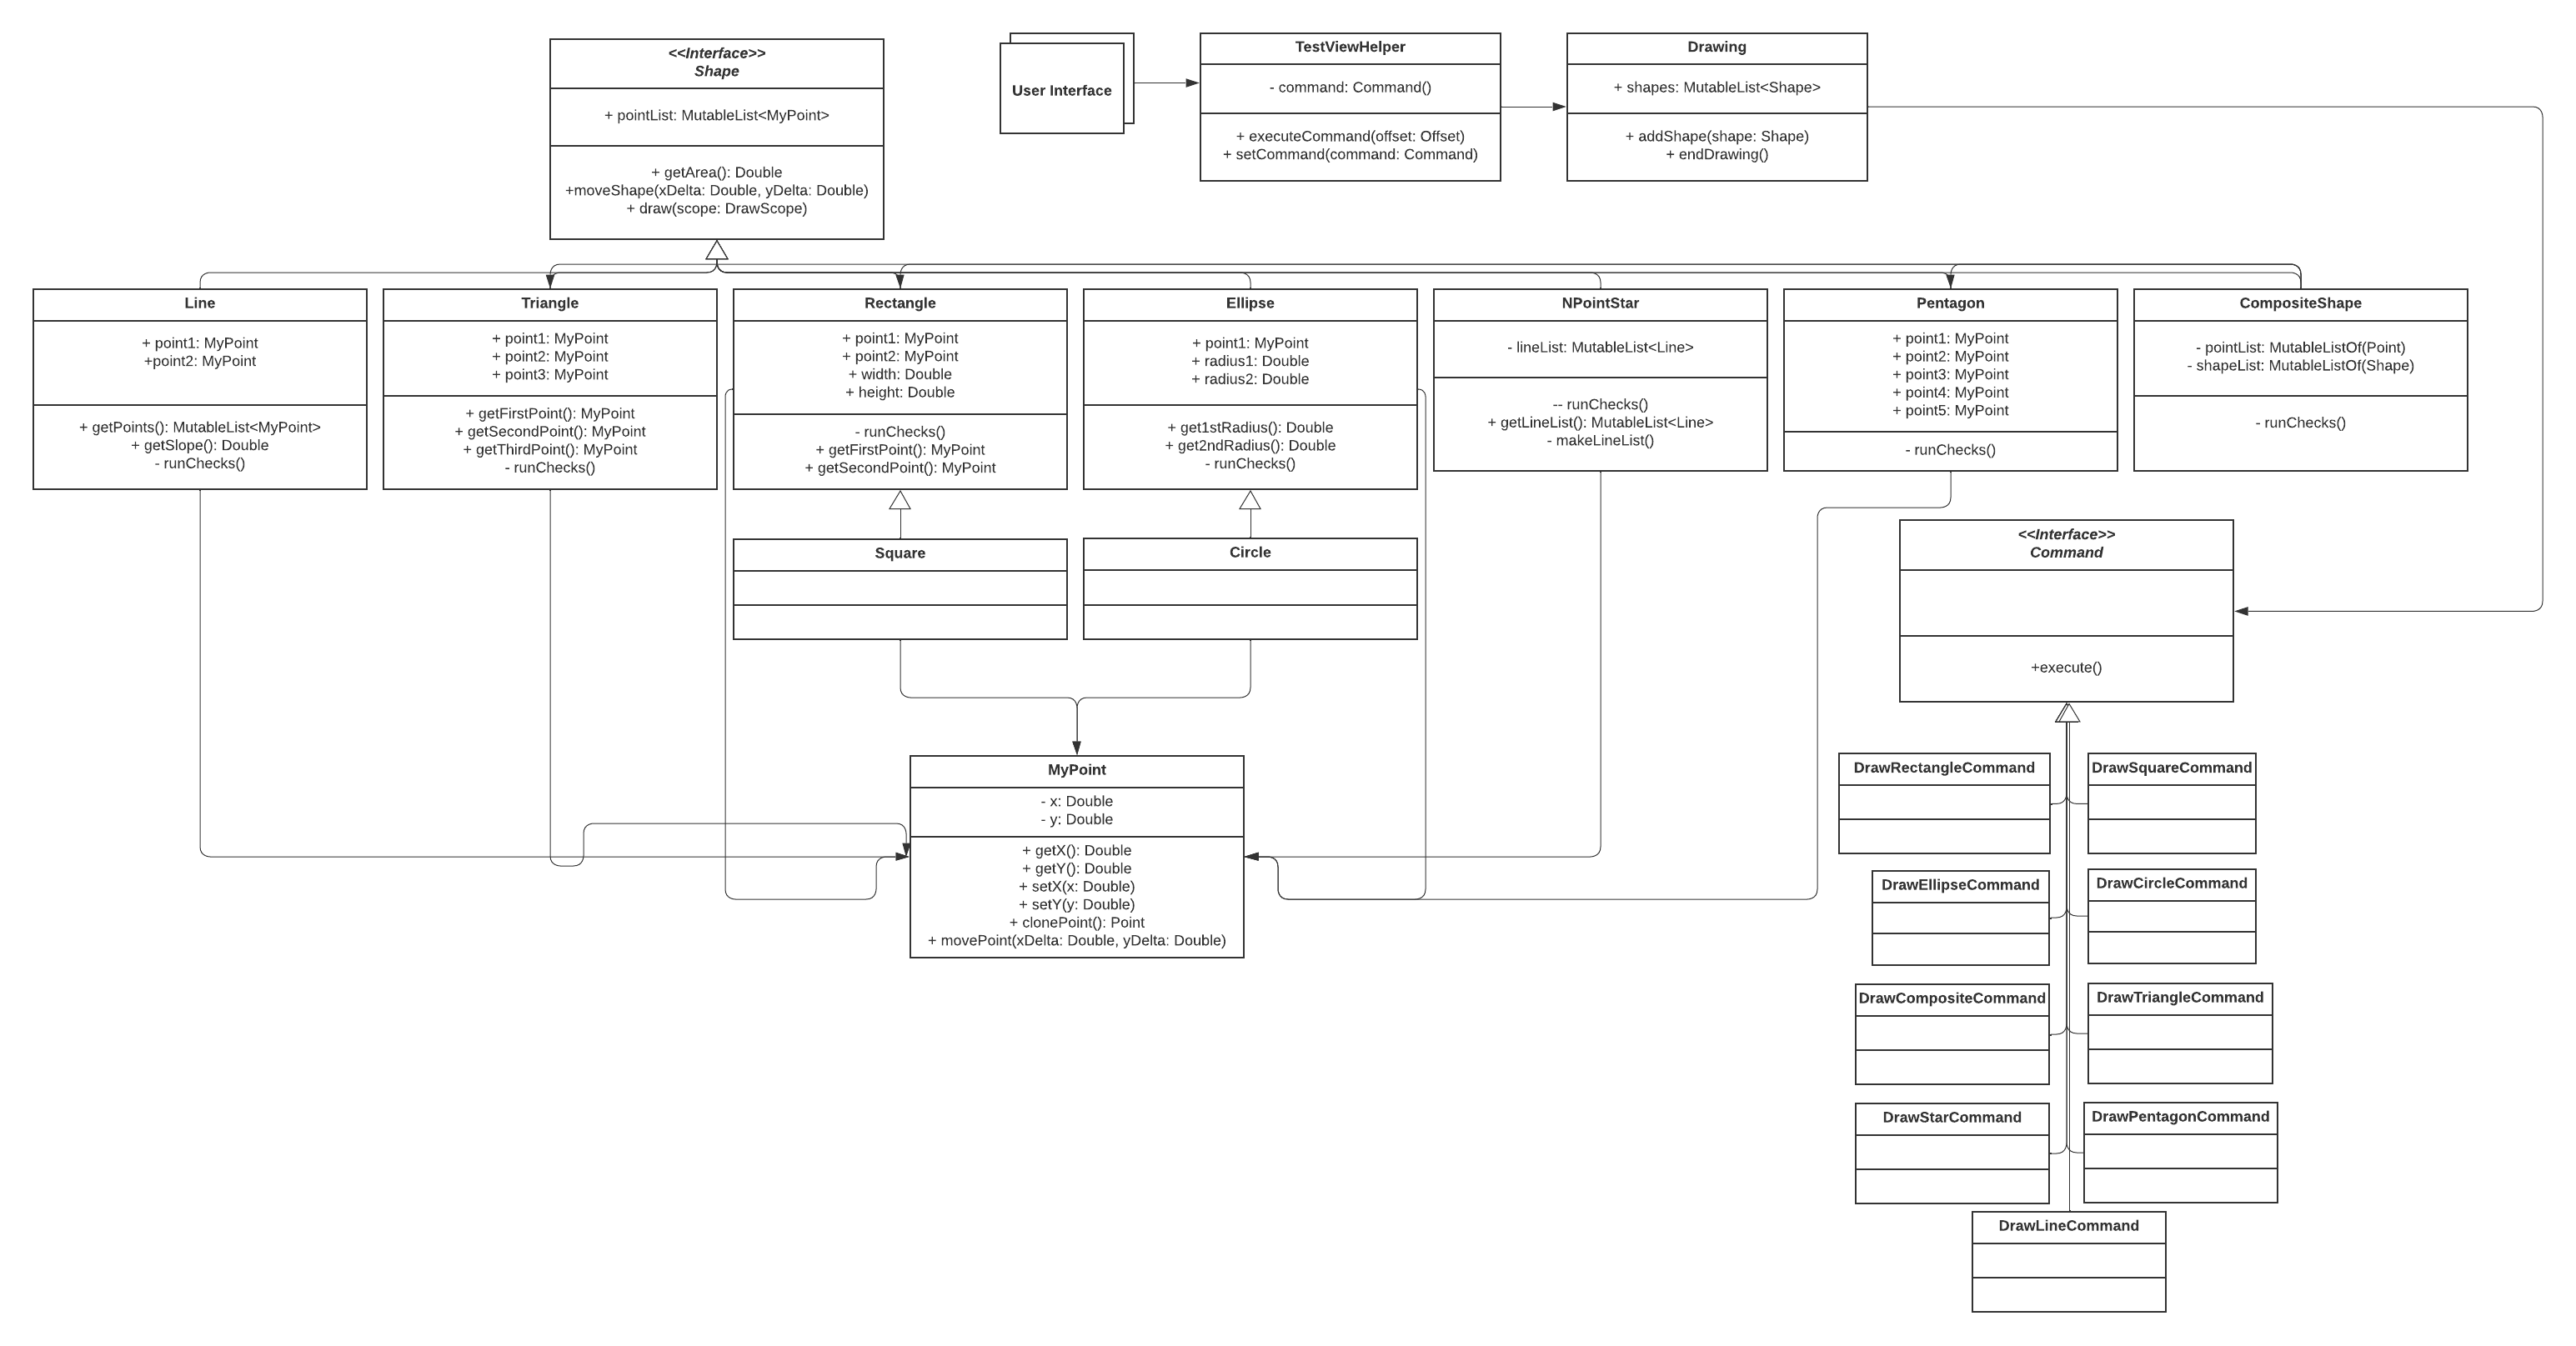 <<Interface>>
Shape
+ pointList: MutableList<MyPoint>
+ getArea(): Double
+moveShape(xDelta: Double, yDelta: Double)
+ draw(scope: DrawScope)
User Interface
TestViewHelper
- command: Command()
+ executeCommand(offset: Offset)
+ setCommand(command: Command)
Drawing
+ shapes: MutableList<Shape>
+ addShape(shape: Shape)
+ endDrawing()
Line
+ point1: MyPoint
+point2: MyPoint
+ getPoints(): MutableList<MyPoint>
+ getSlope(): Double
- runChecks()
Triangle
+ point1: MyPoint
+ point2: MyPoint
+ point3: MyPoint
+ getFirstPoint(): MyPoint
+ getSecondPoint(): MyPoint
+ getThirdPoint(): MyPoint
- runChecks()
Rectangle
+ point1: MyPoint
+ point2: MyPoint
+ width: Double
+ height: Double
- runChecks()
+ getFirstPoint(): MyPoint
+ getSecondPoint(): MyPoint
Ellipse
+ point1: MyPoint
+ radius1: Double
+ radius2: Double
+ get1stRadius(): Double
+ get2ndRadius(): Double
- runChecks()
NPointStar
- lineList: MutableList<Line>
-- runChecks()
+ getLineList(): MutableList<Line>
- makeLineList()
Pentagon
+ point1: MyPoint
+ point2: MyPoint
+ point3: MyPoint
+ point4: MyPoint
+ point5: MyPoint
- runChecks()
CompositeShape
- pointList: MutableListOf(Point)
- shapeList: MutableListOf(Shape)
- runChecks()
Square
Circle
<<Interface>>
Command
+execute()
MyPoint
- x: Double
- y: Double
+ getX(): Double
+ getY(): Double
+ setX(x: Double)
+ setY(y: Double)
+ clonePoint(): Point
+ movePoint(xDelta: Double, yDelta: Double)
DrawRectangleCommand
DrawSquareCommand
DrawEllipseCommand
DrawCircleCommand
DrawCompositeCommand
DrawTriangleCommand
DrawStarCommand
DrawPentagonCommand
DrawLineCommand